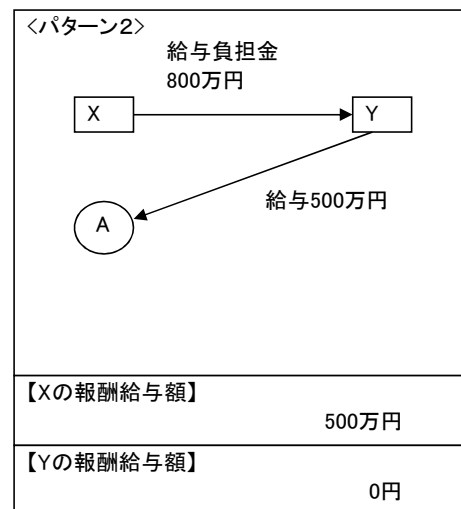 <パターン2>
給与負担金
800万円
X
Y
給与500万円
A
【Xの報酬給与額】
500万円
【Yの報酬給与額】
0円